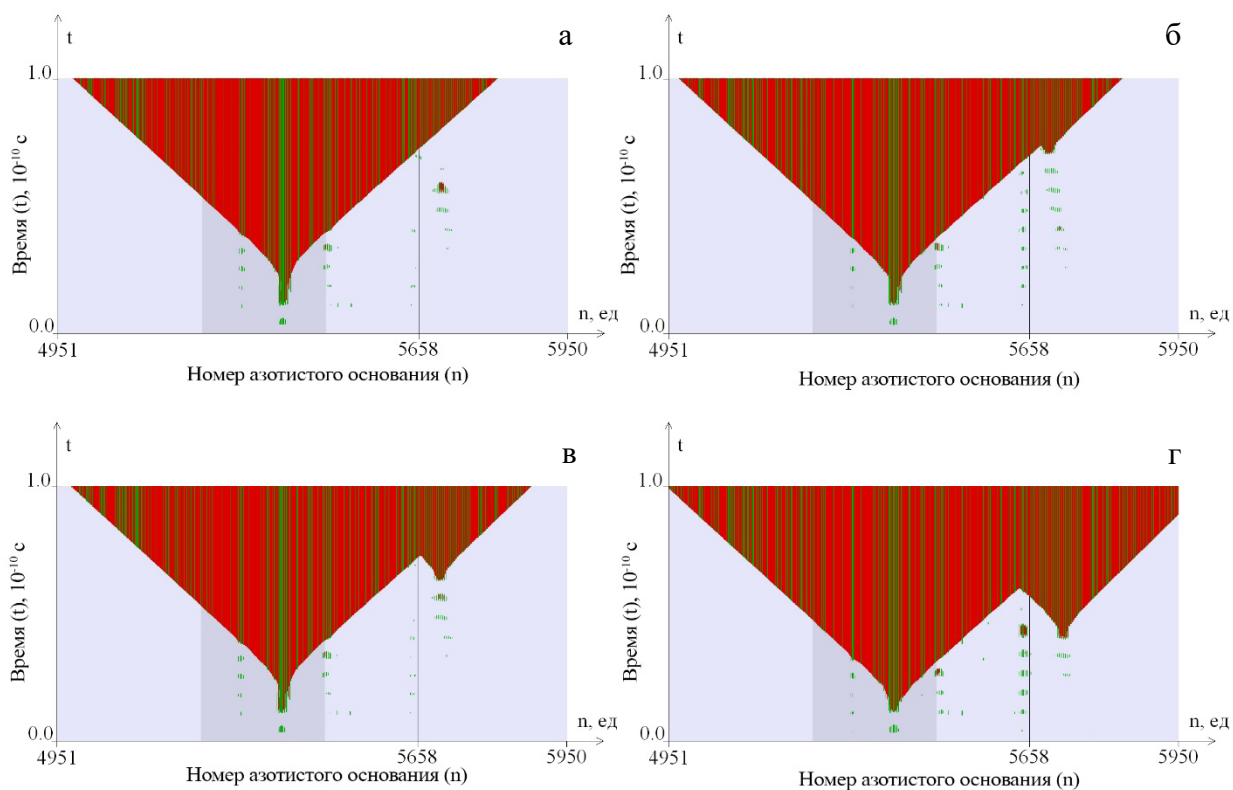 t
а
1.0
Время (t), 10⁻¹⁰ с
0.0
n, ед
4951
5658
5950
Номер азотистого основания (n)
t
б
1.0
Время (t), 10⁻¹⁰ с
0.0
n, ед
4951
5658
5950
Номер азотистого основания (n)
t
в
1.0
Время (t), 10⁻¹⁰ с
0.0
n, ед
4951
5658
5950
Номер азотистого основания (n)
t
г
1.0
Время (t), 10⁻¹⁰ с
0.0
n, ед
4951
5658
5950
Номер азотистого основания (n)